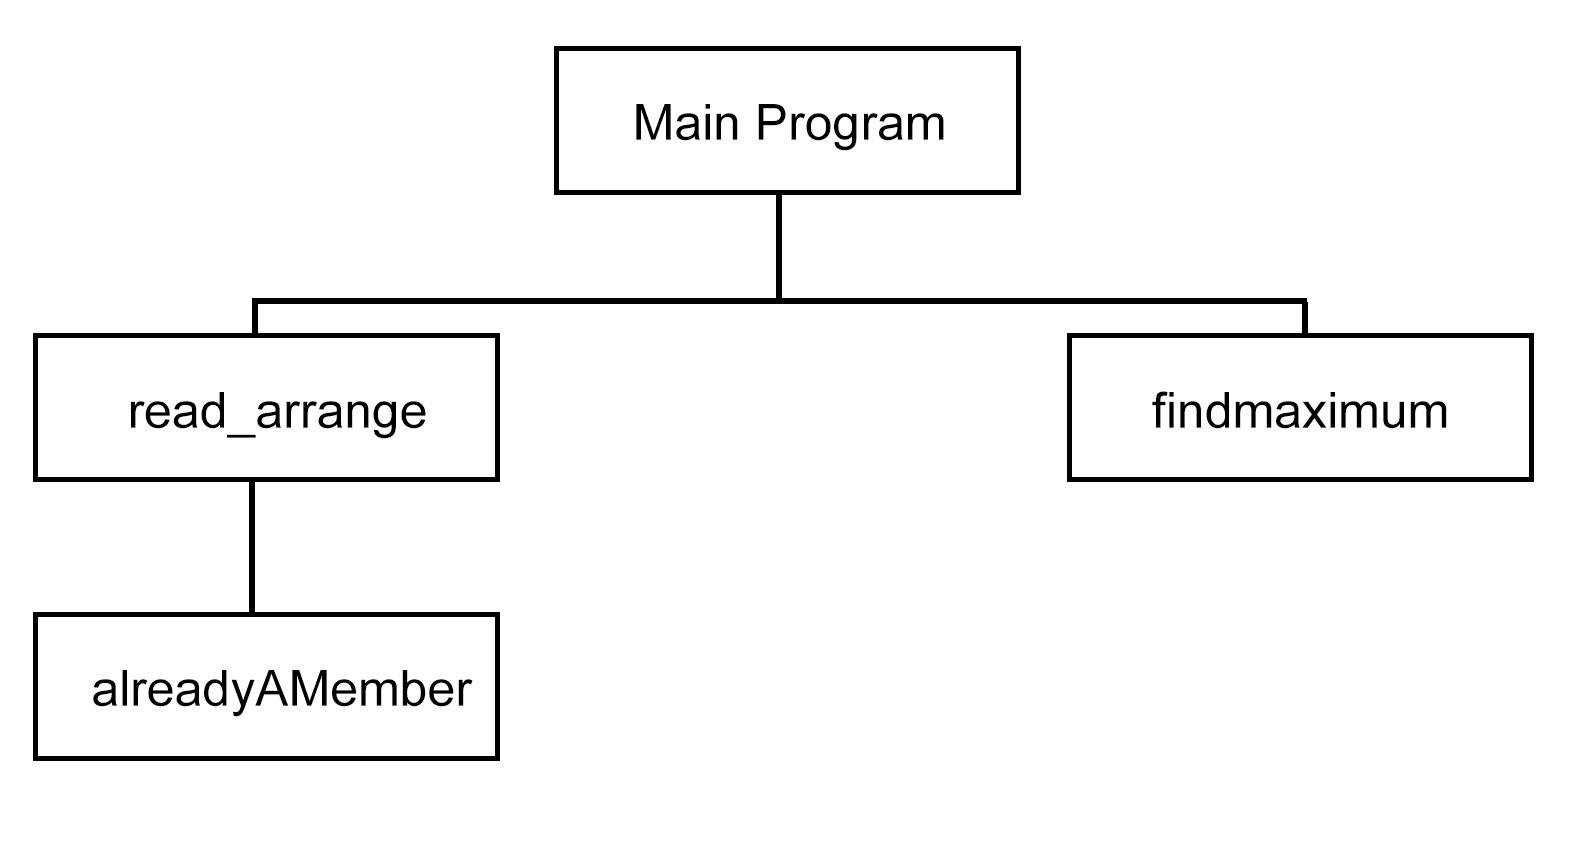 Main Program
read_arrange
findmaximum
alreadyAMember